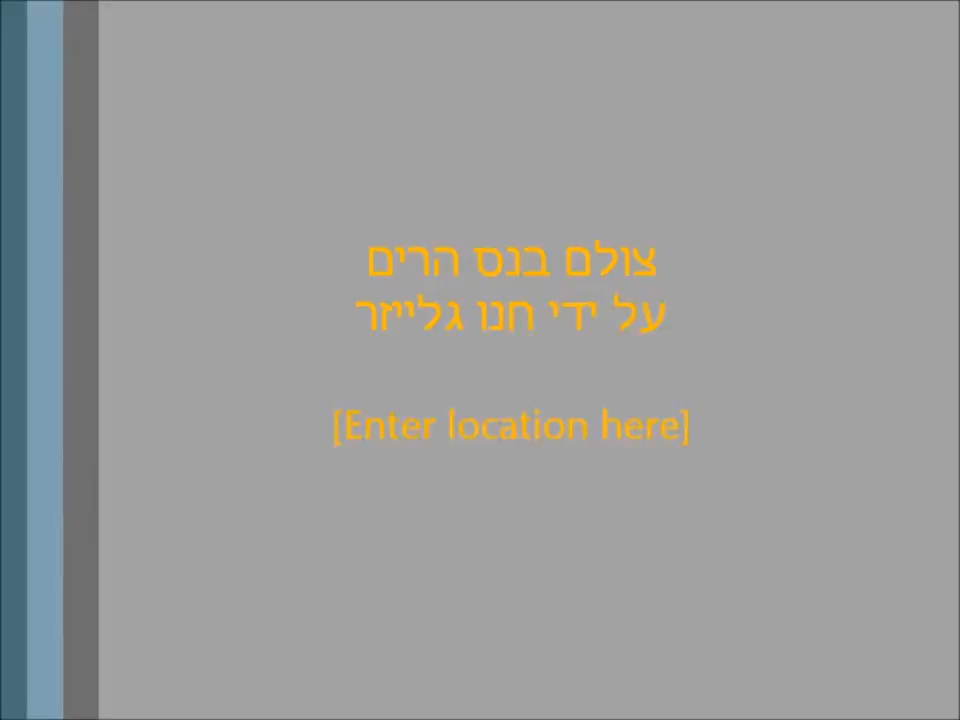 צולם בנס הרים
על ידי חנו גלייזר
[Enter location here]